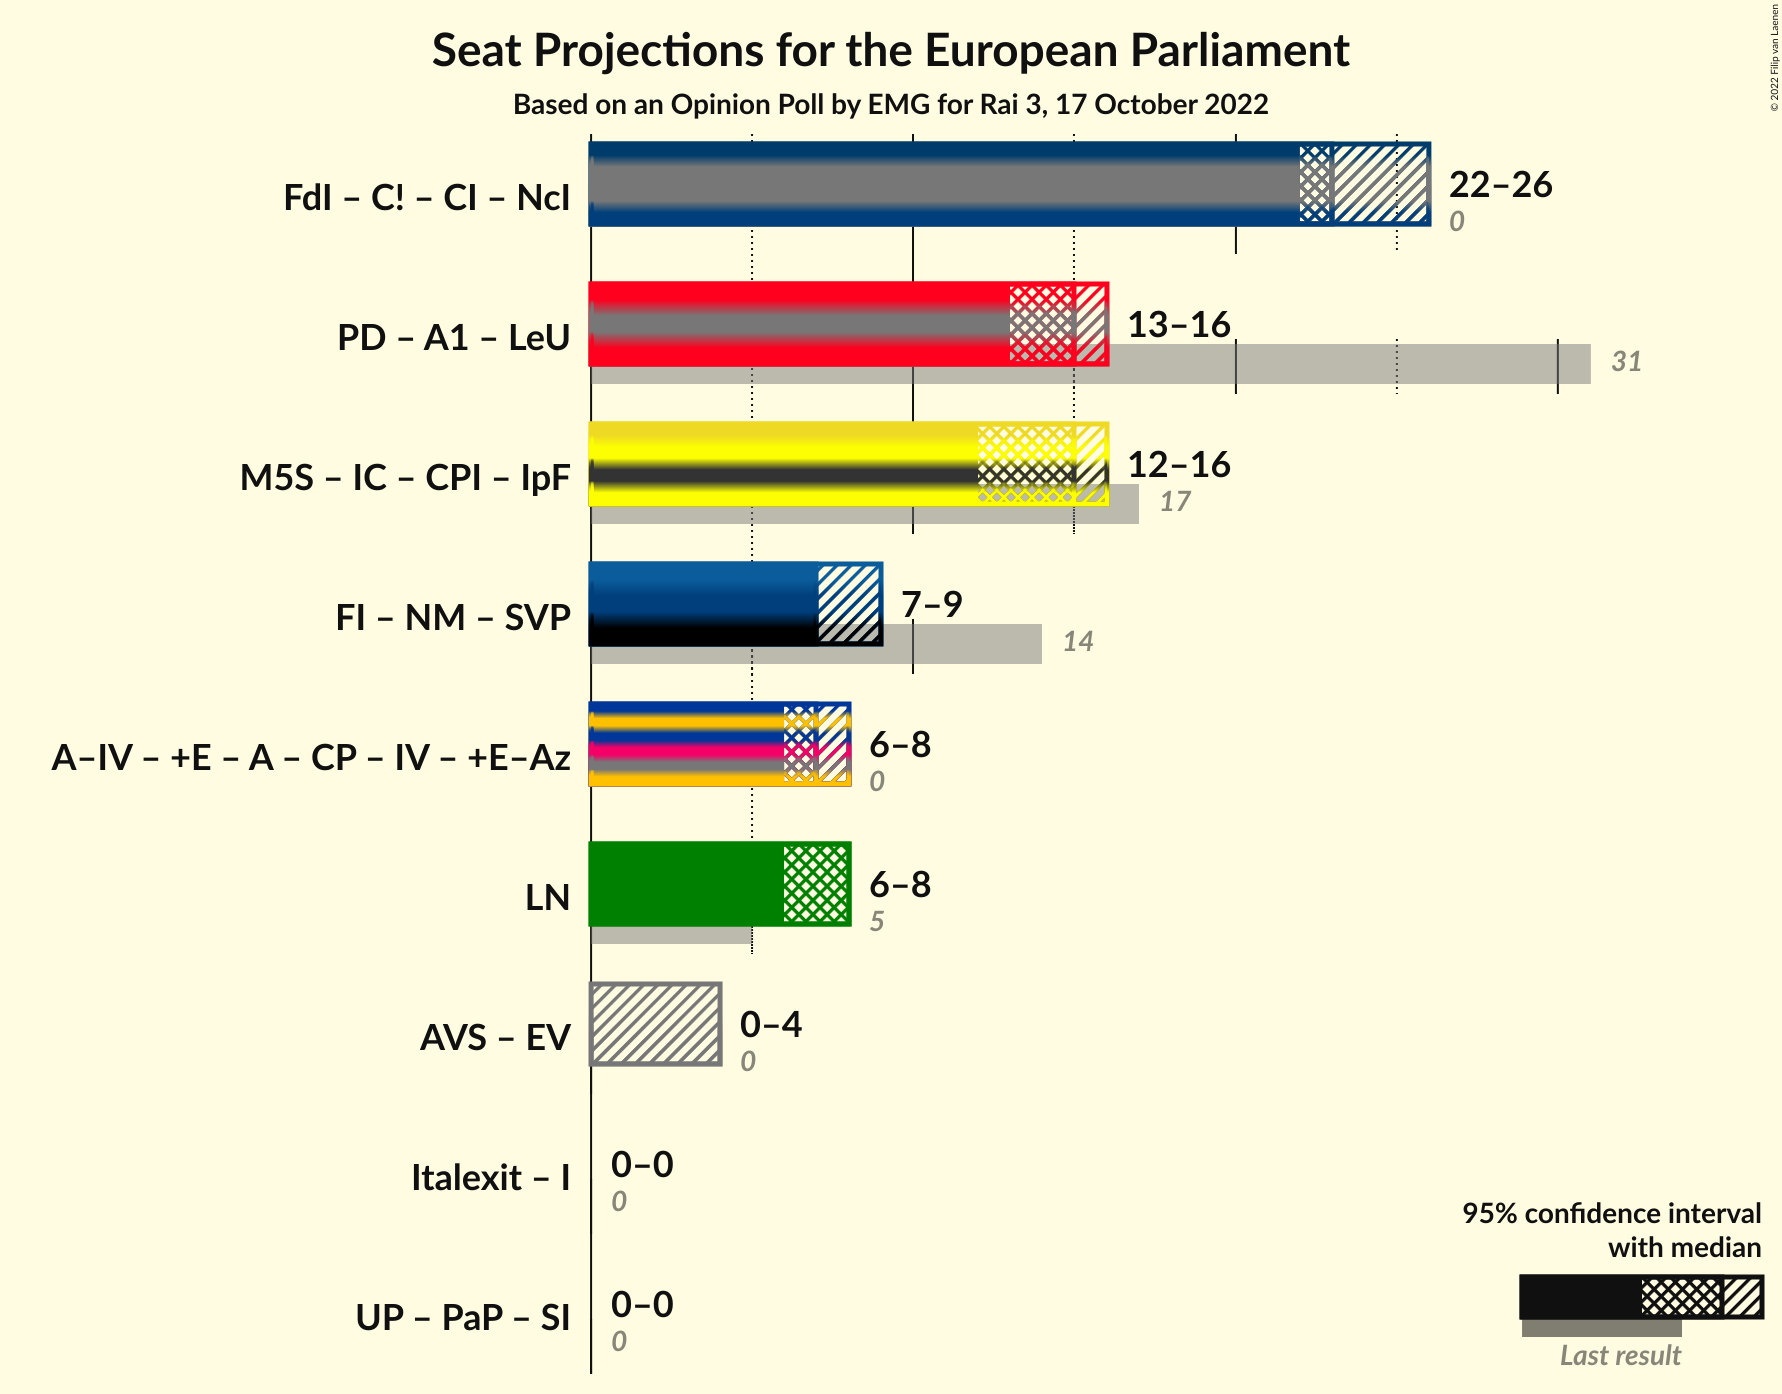 Seat Projections for the European Parliament
Based on an Opinion Poll by EMG for Rai 3, 17 October 2022
© 2022 Filip van Laenen
FdI – C! – CI – NcI
22–26
0
PD – A1 – LeU
13–16
31
M5S – IC – CPI – IpF
12–16
17
FI – NM – SVP
7–9
14
A–IV – +E – A – CP – IV – +E–Az
6–8
0
LN
6–8
5
AVS – EV
0–4
0
Italexit – I
0–0
0
UP – PaP – SI
0–0
0
95% confidence interval
with median
Last result